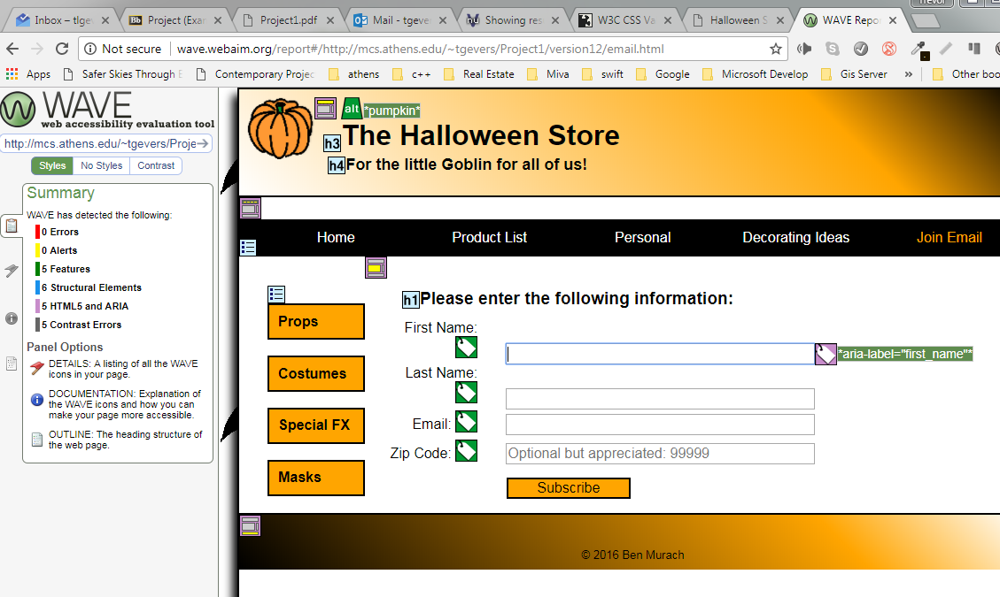 Trevor
Inbox – tlge
Project (Exar
Project1.pdf
Mail - tgever
Showing res
W3C CSS Va
Halloween S
WAVE Repor
Not secure
wave.webaim.org/report#/http://mcs.athens.edu/~tgevers/Project1/version12/email.html
Apps
Safer Skies Through E
Contemporary Projec
athens
c++
Real Estate
Miva
swift
Google
Microsoft Develop
Gis Server
»
Other boo
WAVE
web accessibility evaluation tool
http://mcs.athens.edu/~tgevers/Proje
Styles
No Styles
Contrast
Summary
WAVE has detected the following:
0 Errors
0 Alerts
5 Features
6 Structural Elements
5 HTML5 and ARIA
5 Contrast Errors
Panel Options
DETAILS: A listing of all the WAVE
icons in your page.
DOCUMENTATION: Explanation of
the WAVE icons and how you can
make your page more accessible.
OUTLINE: The heading structure of
the web page.
alt *pumpkin*
h3 The Halloween Store
h4 For the little Goblin for all of us!
Home
Product List
Personal
Decorating Ideas
Join Email
Props
Costumes
Special FX
Masks
h1 Please enter the following information:
First Name:
*aria-label="first_name"*
Last Name:
Email:
Zip Code:
Optional but appreciated: 99999
Subscribe
© 2016 Ben Murach